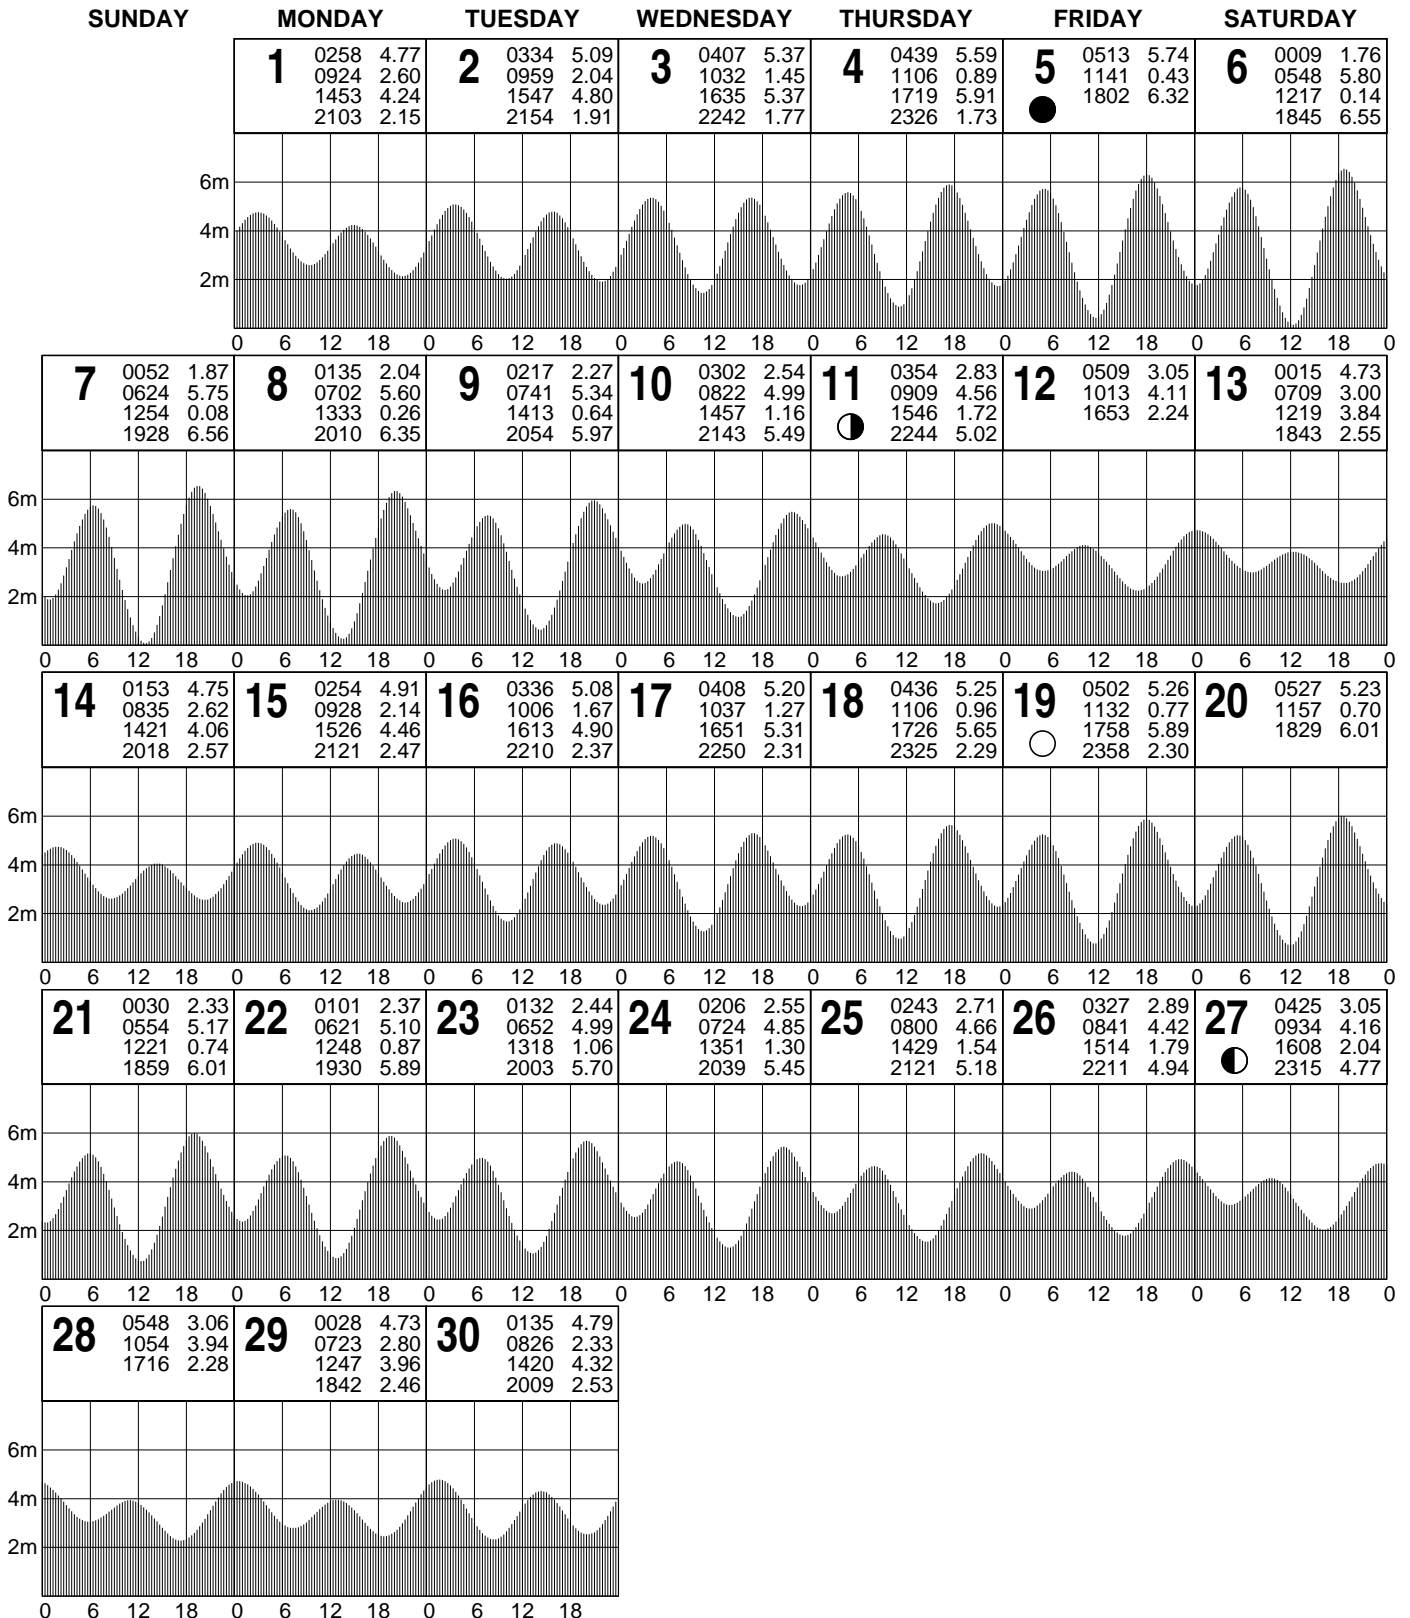 SUNDAY MONDAY TUESDAY WEDNESDAY THURSDAY FRIDAY SATURDAY
1 0258 4.77 2 0334 5.09 3 0407 5.37 4 0439 5.59 5 0513 5.74 6 0009 1.76
0924 2.60 0959 2.04 1032 1.45 1106 0.89 1141 0.43 0548 5.80
1453 4.24 1547 4.80 1635 5.37 1719 5.91 1802 6.32 1217 0.14
2103 2.15 2154 1.91 2242 1.77 2326 1.73 1845 6.55
6m
4m
2m
0 6 12 18 0 6 12 18 0 6 12 18 0 6 12 18 0 6 12 18 0 6 12 18 0
7 0052 1.87 8 0135 2.04 9 0217 2.27 10 0302 2.54 11 0354 2.83 12 0509 3.05 13 0015 4.73
0624 5.75 0702 5.60 0741 5.34 0822 4.99 0909 4.56 1013 4.11 0709 3.00
1254 0.08 1333 0.26 1413 0.64 1457 1.16 1546 1.72 1653 2.24 1219 3.84
1928 6.56 2010 6.35 2054 5.97 2143 5.49 2244 5.02 1843 2.55
6m
4m
2m
0 6 12 18 0 6 12 18 0 6 12 18 0 6 12 18 0 6 12 18 0 6 12 18 0 6 12 18 0
14 0153 4.75 15 0254 4.91 16 0336 5.08 17 0408 5.20 18 0436 5.25 19 0502 5.26 20 0527 5.23
0835 2.62 0928 2.14 1006 1.67 1037 1.27 1106 0.96 1132 0.77 1157 0.70
1421 4.06 1526 4.46 1613 4.90 1651 5.31 1726 5.65 1758 5.89 1829 6.01
2018 2.57 2121 2.47 2210 2.37 2250 2.31 2325 2.29 2358 2.30
6m
4m
2m
0 6 12 18 0 6 12 18 0 6 12 18 0 6 12 18 0 6 12 18 0 6 12 18 0 6 12 18 0
21 0030 2.33 22 0101 2.37 23 0132 2.44 24 0206 2.55 25 0243 2.71 26 0327 2.89 27 0425 3.05
0554 5.17 0621 5.10 0652 4.99 0724 4.85 0800 4.66 0841 4.42 0934 4.16
1221 0.74 1248 0.87 1318 1.06 1351 1.30 1429 1.54 1514 1.79 1608 2.04
1859 6.01 1930 5.89 2003 5.70 2039 5.45 2121 5.18 2211 4.94 2315 4.77
6m
4m
2m
0 6 12 18 0 6 12 18 0 6 12 18 0 6 12 18 0 6 12 18 0 6 12 18 0 6 12 18 0
28 0548 3.06 29 0028 4.73 30 0135 4.79
1054 3.94 0723 2.80 0826 2.33
1716 2.28 1247 3.96 1420 4.32
1842 2.46 2009 2.53
6m
4m
2m
0 6 12 18 0 6 12 18 0 6 12 18